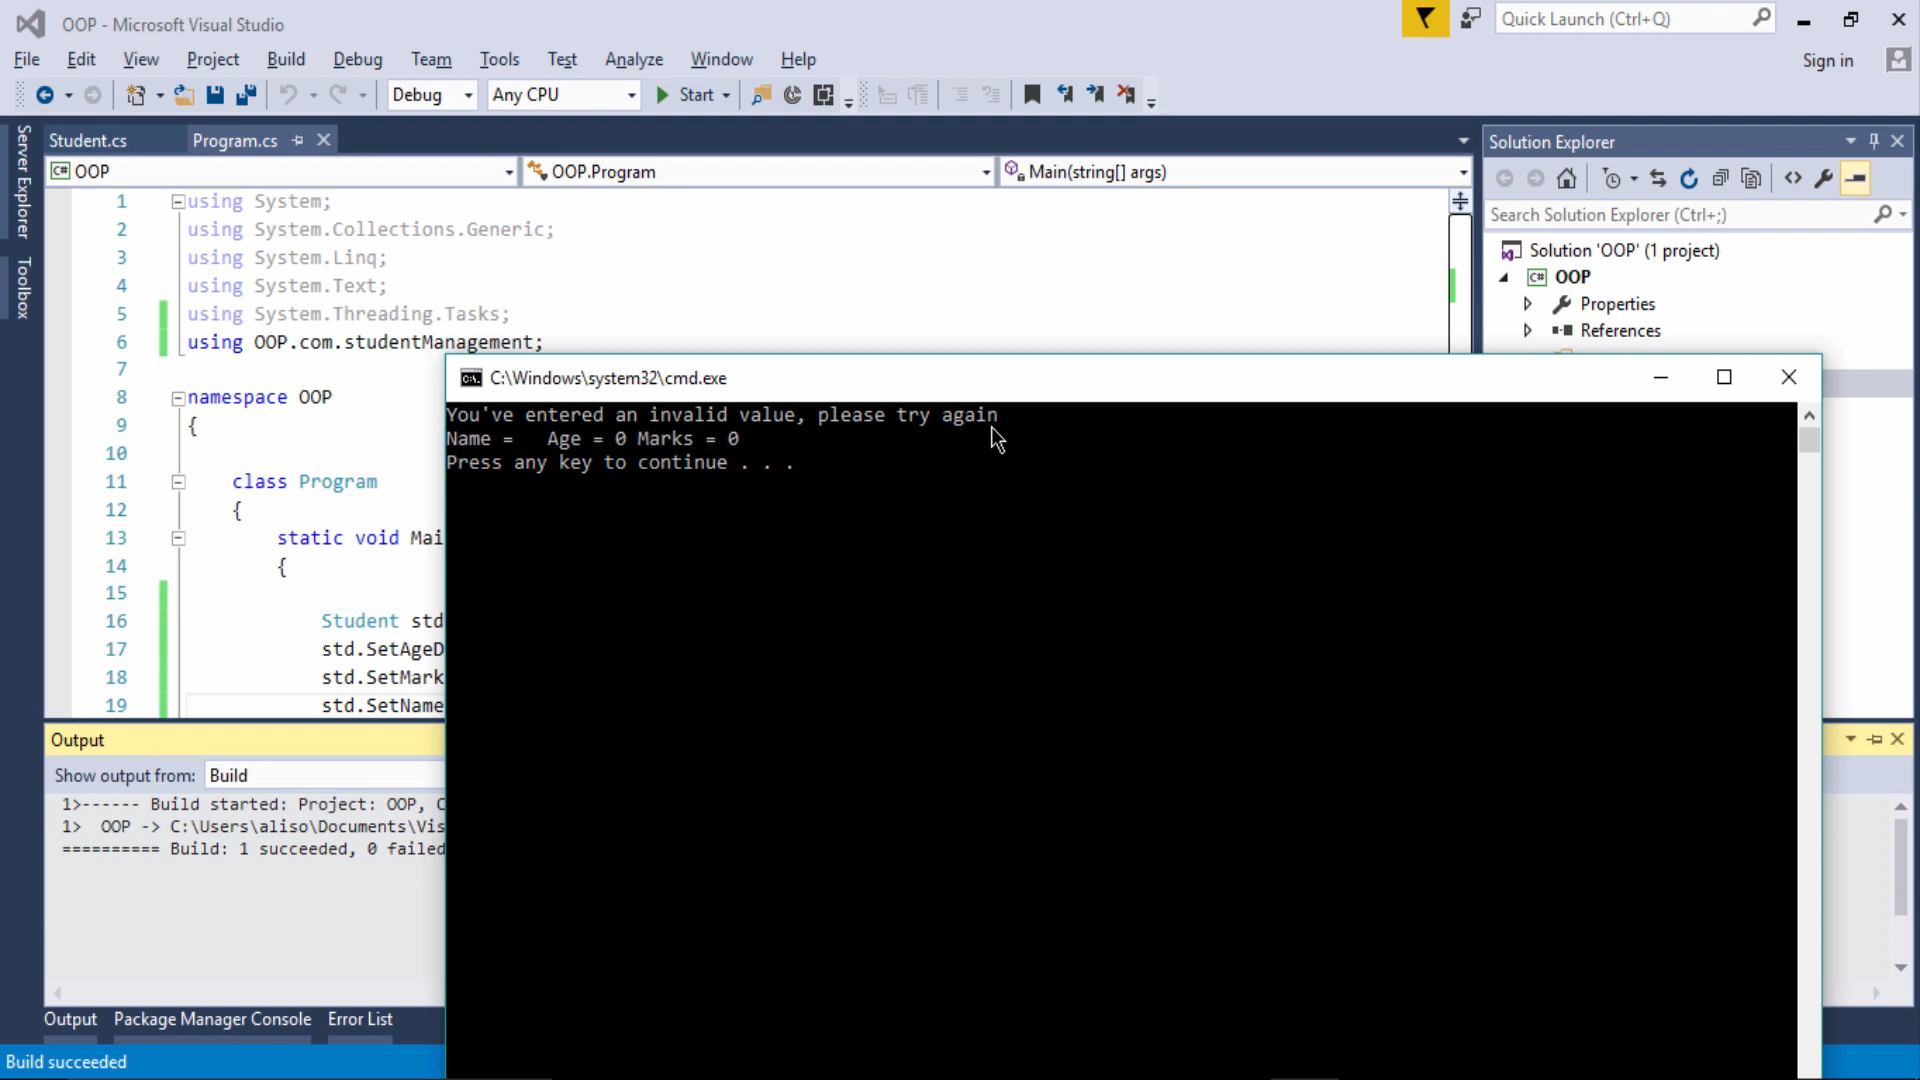 OOP - Microsoft Visual Studio
Quick Launch (Ctrl+Q)
File Edit View Project Build Debug Team Tools Test Analyze Window Help
Sign in
Debug Any CPU Start
Server Explorer
Toolbox
Student.cs Program.cs
C# OOP OOP.Program Main(string[] args)
1 using System;
2 using System.Collections.Generic;
3 using System.Linq;
4 using System.Text;
5 using System.Threading.Tasks;
6 using OOP.com.studentManagement;
7
8 namespace OOP
9 {
10
11 class Program
12 {
13 static void Mai
14 {
15
16 Student std
17 std.SetAgeD
18 std.SetMark
19 std.SetName
Solution Explorer
Search Solution Explorer (Ctrl+;)
Solution 'OOP' (1 project)
C# OOP
Properties
References
C:\Windows\system32\cmd.exe
You've entered an invalid value, please try again
Name =   Age = 0 Marks = 0
Press any key to continue . . .
Output
Show output from: Build
1>------ Build started: Project: OOP, C
1>  OOP -> C:\Users\aliso\Documents\Vis
========== Build: 1 succeeded, 0 failed
Output Package Manager Console Error List
Build succeeded